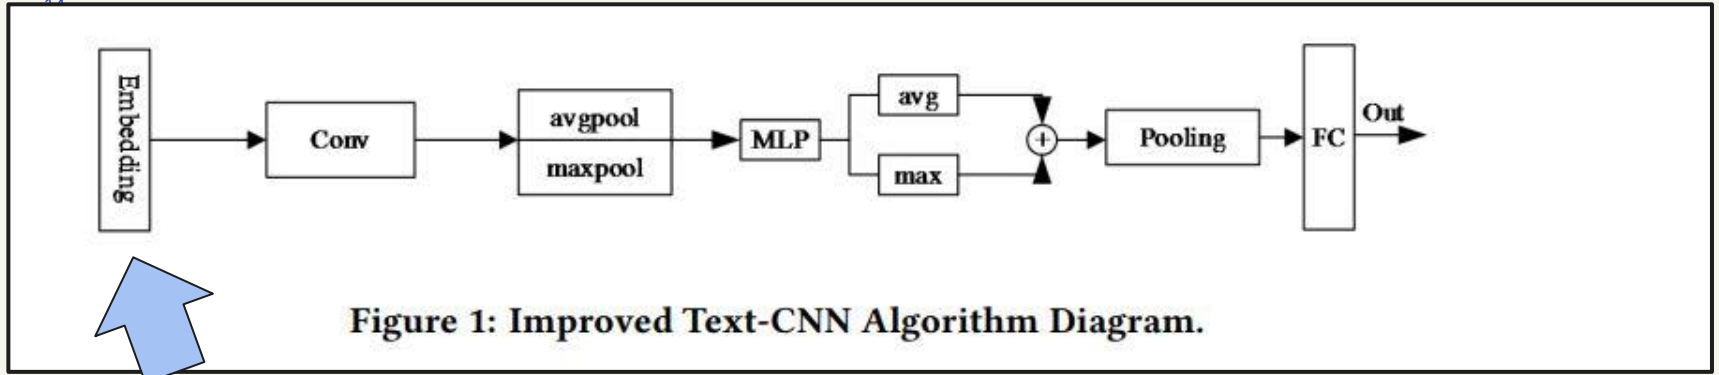 Embedding
Conv
avgpool
maxpool
MLP
avg
max
+
Pooling
FC
Out
Figure 1: Improved Text-CNN Algorithm Diagram.